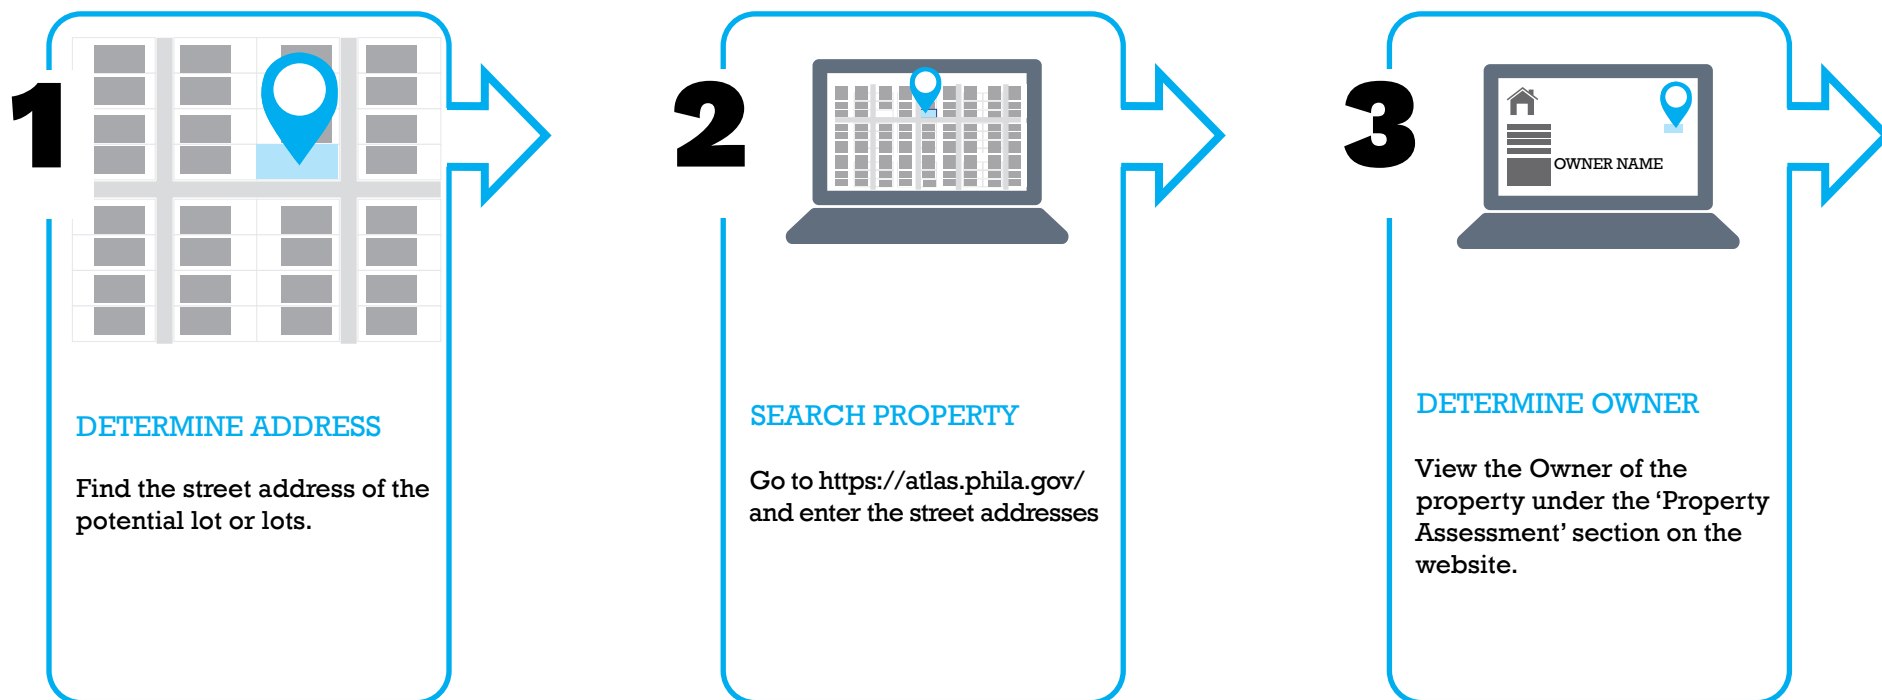 1
DETERMINE ADDRESS
Find the street address of the
potential lot or lots.
2
SEARCH PROPERTY
Go to https://atlas.phila.gov/
and enter the street addresses
3
OWNER NAME
DETERMINE OWNER
View the Owner of the
property under the ‘Property
Assessment’ section on the
website.